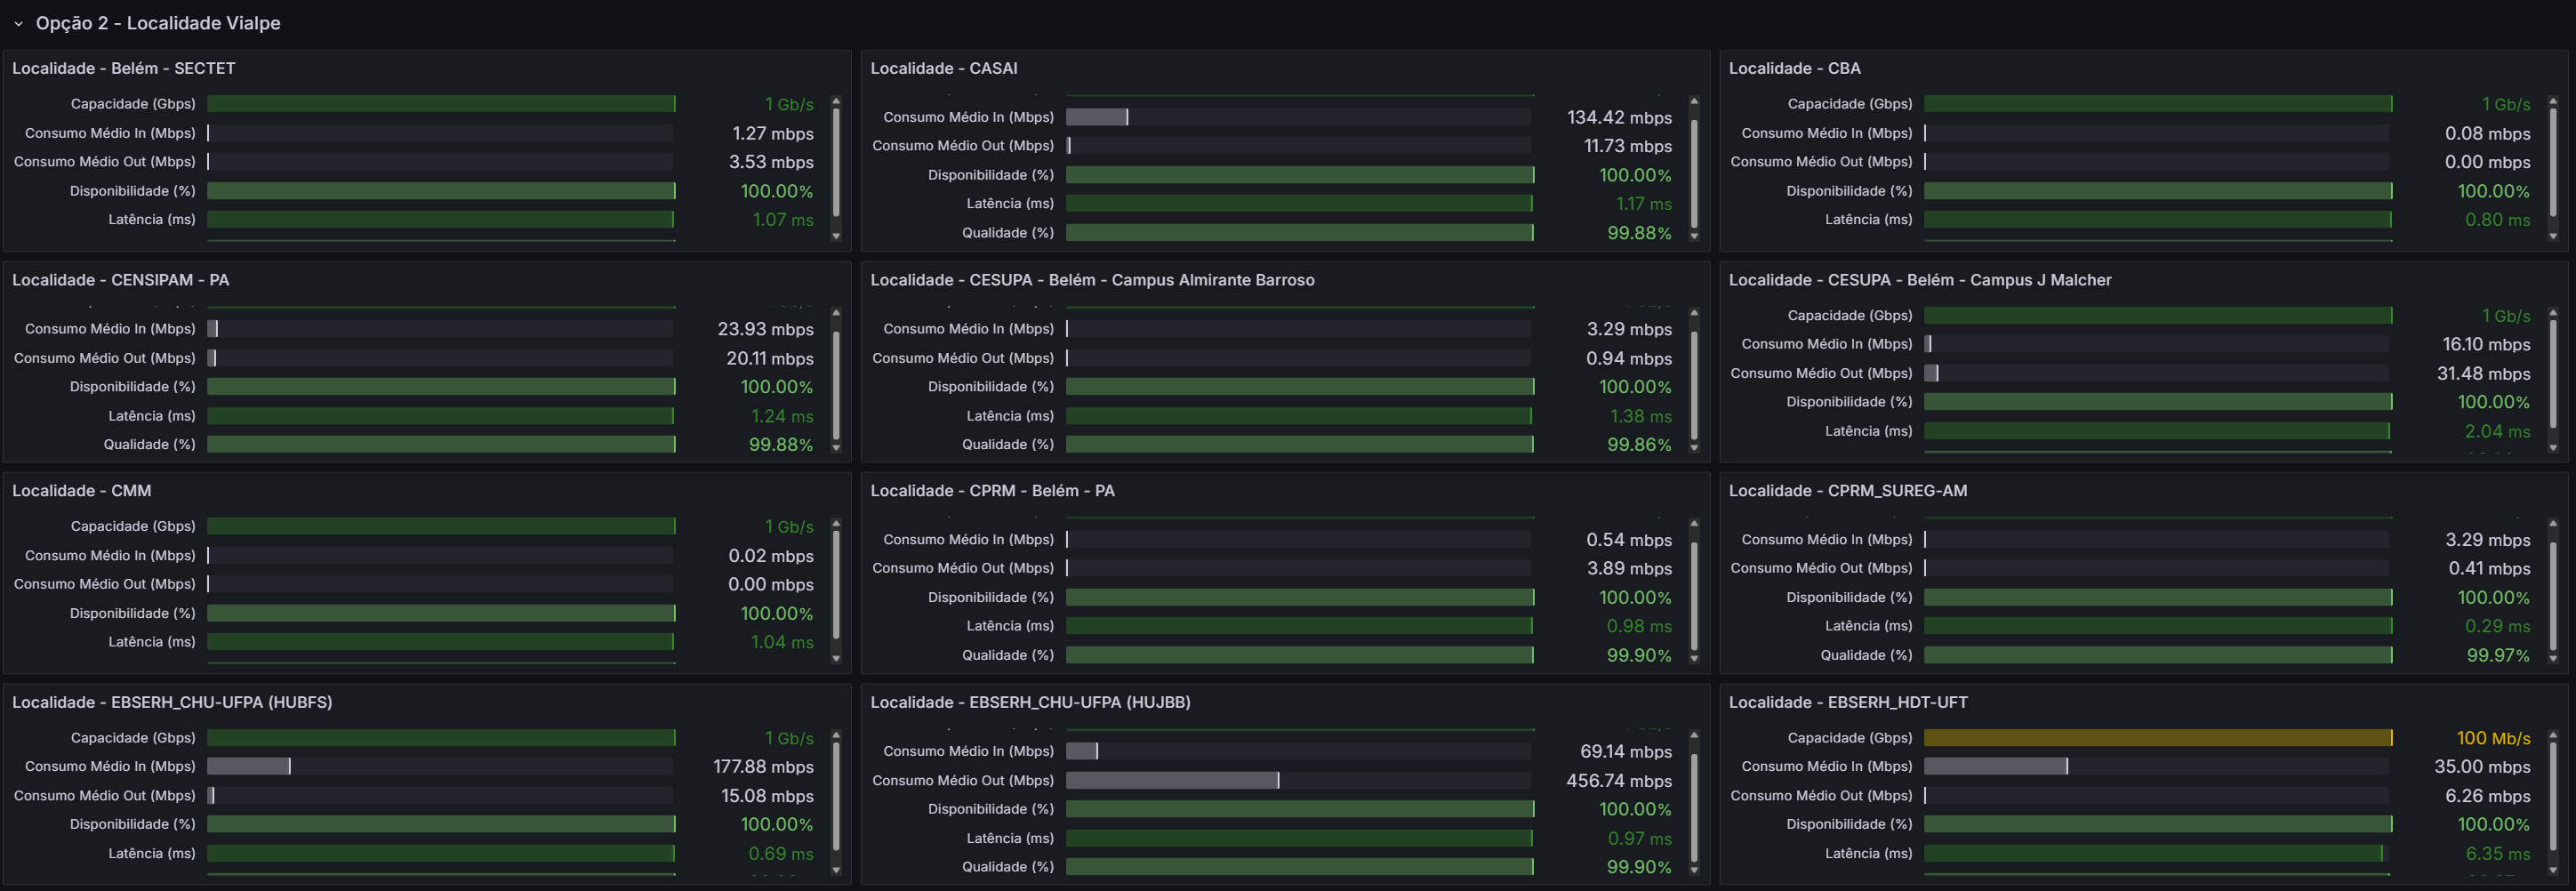 Opção 2 - Localidade Vialpe
Localidade - Belém - SECTET
Capacidade (Gbps) 1 Gb/s
Consumo Médio In (Mbps) 1.27 mbps
Consumo Médio Out (Mbps) 3.53 mbps
Disponibilidade (%) 100.00%
Latência (ms) 1.07 ms
Localidade - CASAI
Consumo Médio In (Mbps) 134.42 mbps
Consumo Médio Out (Mbps) 11.73 mbps
Disponibilidade (%) 100.00%
Latência (ms) 1.17 ms
Qualidade (%) 99.88%
Localidade - CBA
Capacidade (Gbps) 1 Gb/s
Consumo Médio In (Mbps) 0.08 mbps
Consumo Médio Out (Mbps) 0.00 mbps
Disponibilidade (%) 100.00%
Latência (ms) 0.80 ms
Localidade - CENSIPAM - PA
Consumo Médio In (Mbps) 23.93 mbps
Consumo Médio Out (Mbps) 20.11 mbps
Disponibilidade (%) 100.00%
Latência (ms) 1.24 ms
Qualidade (%) 99.88%
Localidade - CESUPA - Belém - Campus Almirante Barroso
Consumo Médio In (Mbps) 3.29 mbps
Consumo Médio Out (Mbps) 0.94 mbps
Disponibilidade (%) 100.00%
Latência (ms) 1.38 ms
Qualidade (%) 99.86%
Localidade - CESUPA - Belém - Campus J Malcher
Capacidade (Gbps) 1 Gb/s
Consumo Médio In (Mbps) 16.10 mbps
Consumo Médio Out (Mbps) 31.48 mbps
Disponibilidade (%) 100.00%
Latência (ms) 2.04 ms
Localidade - CMM
Capacidade (Gbps) 1 Gb/s
Consumo Médio In (Mbps) 0.02 mbps
Consumo Médio Out (Mbps) 0.00 mbps
Disponibilidade (%) 100.00%
Latência (ms) 1.04 ms
Localidade - CPRM - Belém - PA
Consumo Médio In (Mbps) 0.54 mbps
Consumo Médio Out (Mbps) 3.89 mbps
Disponibilidade (%) 100.00%
Latência (ms) 0.98 ms
Qualidade (%) 99.90%
Localidade - CPRM_SUREG-AM
Consumo Médio In (Mbps) 3.29 mbps
Consumo Médio Out (Mbps) 0.41 mbps
Disponibilidade (%) 100.00%
Latência (ms) 0.29 ms
Qualidade (%) 99.97%
Localidade - EBSERH_CHU-UFPA (HUBFS)
Capacidade (Gbps) 1 Gb/s
Consumo Médio In (Mbps) 177.88 mbps
Consumo Médio Out (Mbps) 15.08 mbps
Disponibilidade (%) 100.00%
Latência (ms) 0.69 ms
Localidade - EBSERH_CHU-UFPA (HUJBB)
Consumo Médio In (Mbps) 69.14 mbps
Consumo Médio Out (Mbps) 456.74 mbps
Disponibilidade (%) 100.00%
Latência (ms) 0.97 ms
Qualidade (%) 99.90%
Localidade - EBSERH_HDT-UFT
Capacidade (Gbps) 100 Mb/s
Consumo Médio In (Mbps) 35.00 mbps
Consumo Médio Out (Mbps) 6.26 mbps
Disponibilidade (%) 100.00%
Latência (ms) 6.35 ms